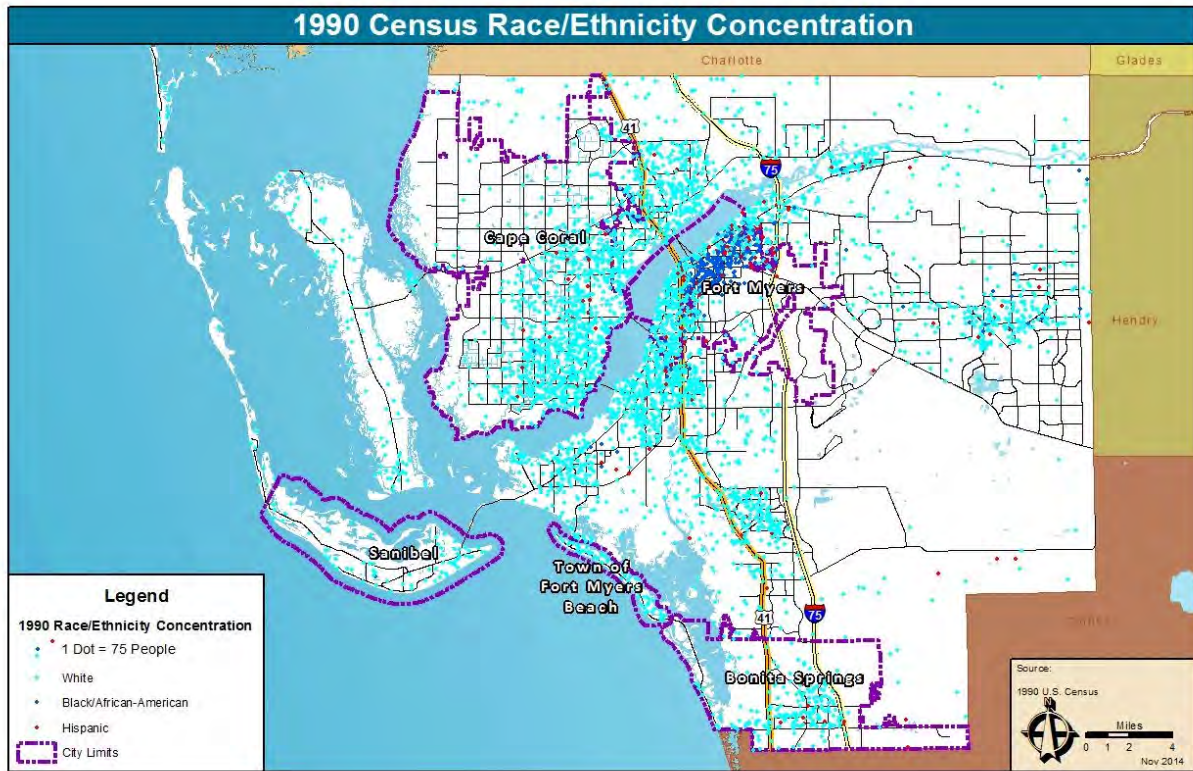 1990 Census Race/Ethnicity Concentration
Charlotte
Glades
41
75
Cape Coral
Fort Myers
Hendry
Sanibel
Town of
Fort Myers
Beach
41
75
Bonita Springs
Legend
1990 Race/Ethnicity Concentration
1 Dot = 75 People
White
Black/African-American
Hispanic
City Limits
Source:
1990 U.S. Census
N
Miles
0 1 2 4
Nov 2014